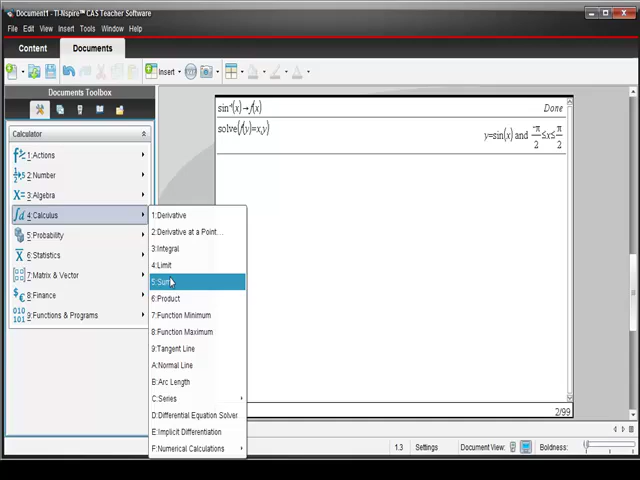 Document1 - TI-Nspire™ CAS Teacher Software
File Edit View Insert Tools Window Help
Content Documents
Insert
Documents Toolbox
Calculator
1:Actions
2:Number
3:Algebra
4:Calculus
5:Probability
6:Statistics
7:Matrix & Vector
8:Finance
9:Functions & Programs
1:Derivative
2:Derivative at a Point...
3:Integral
4:Limit
5:Sum
6:Product
7:Function Minimum
8:Function Maximum
9:Tangent Line
A:Normal Line
B:Arc Length
C:Series
D:Differential Equation Solver
E:Implicit Differentiation
F:Numerical Calculations
→ f(x) Done
solve(f(y)=x,y)
y=sin(x) and -π/2≤x≤π/2
2/99
1.3 Settings Document View: Boldness: